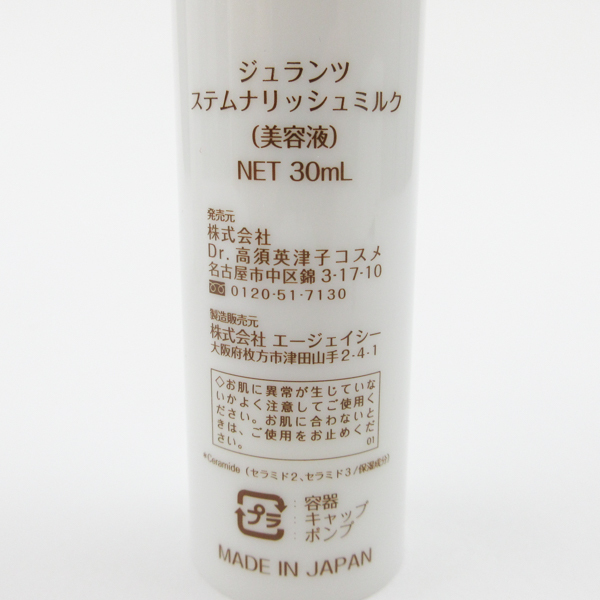 ジュランツ
ステムナリッシュミルク
(美容液)
NET 30mL
発売元
株式会社
Dr.高須英津子コスメ
名古屋市中区錦3-17-10
0120-51-7130
製造販売元
株式会社 エージェイシー
大阪府枚方市津田山手2-4-1
◇お肌に異常が生じていな
いかよく注意してご使用く
ださい。お肌に合わないと
きは、ご使用をお止めくだ
さい。 01
*Ceramide (セラミド2、セラミド3/保湿成分)
プラ : 容器
: キャップ
: ポンプ
MADE IN JAPAN